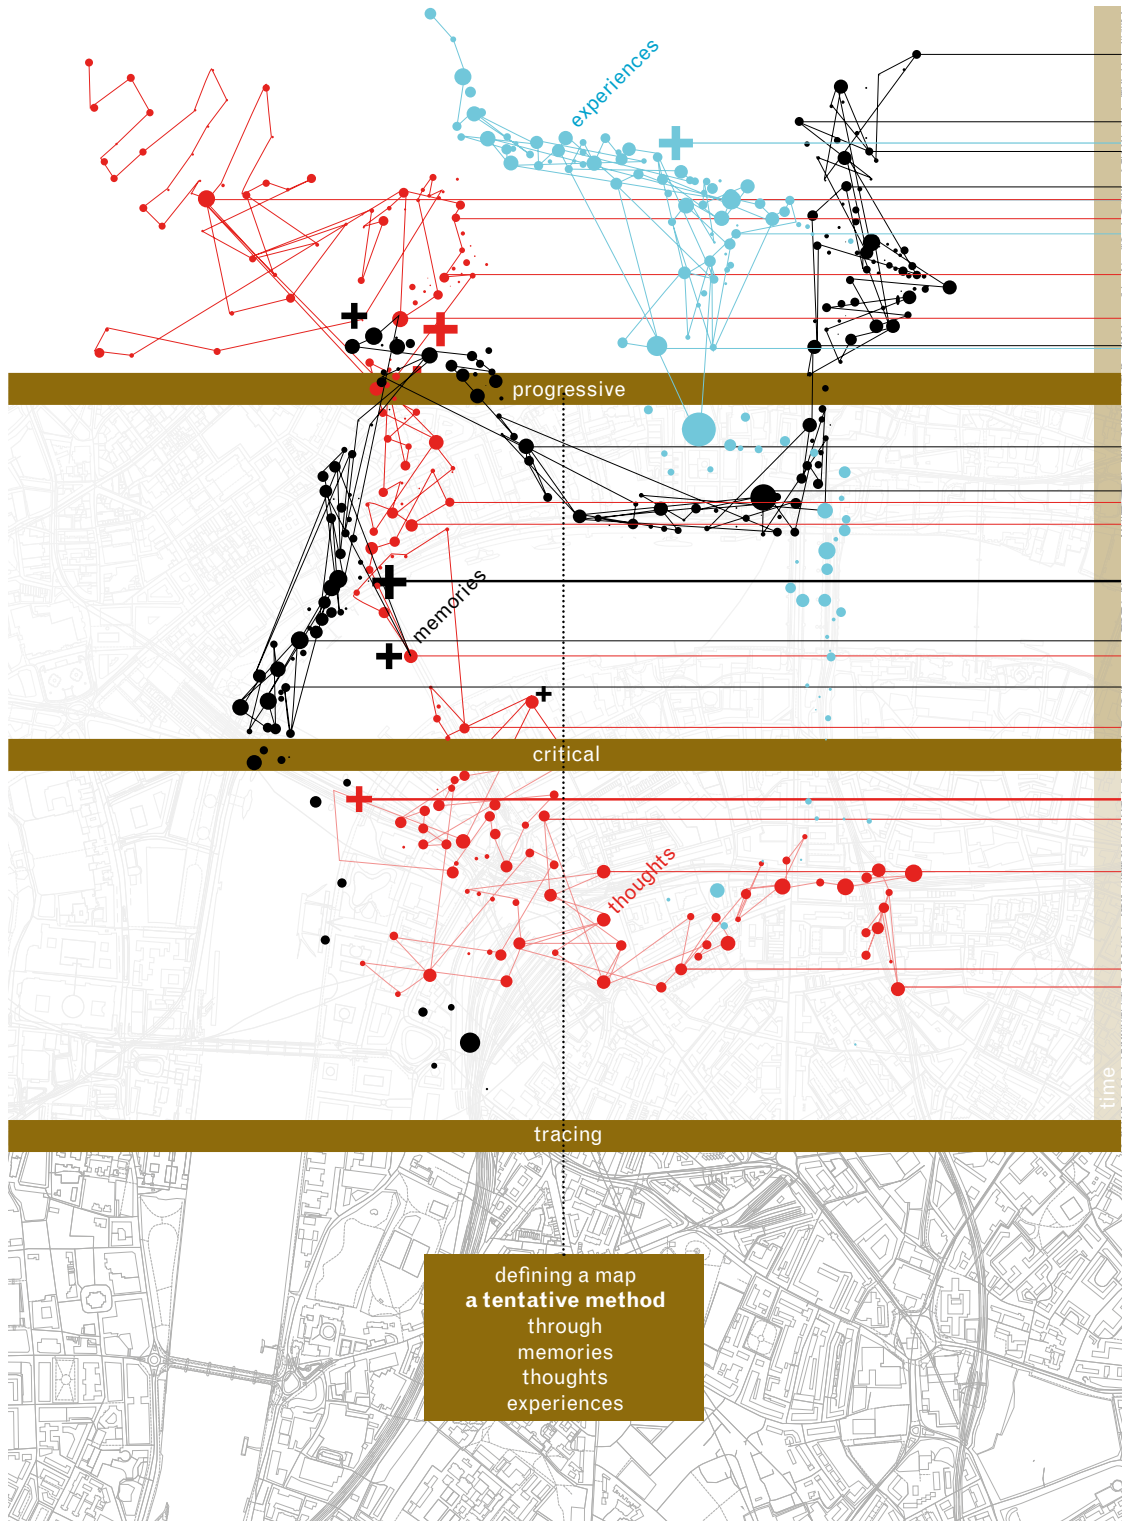 experiences
progressive
memories
critical
thoughts
time
tracing
defining a map
a tentative method
through
memories
thoughts
experiences